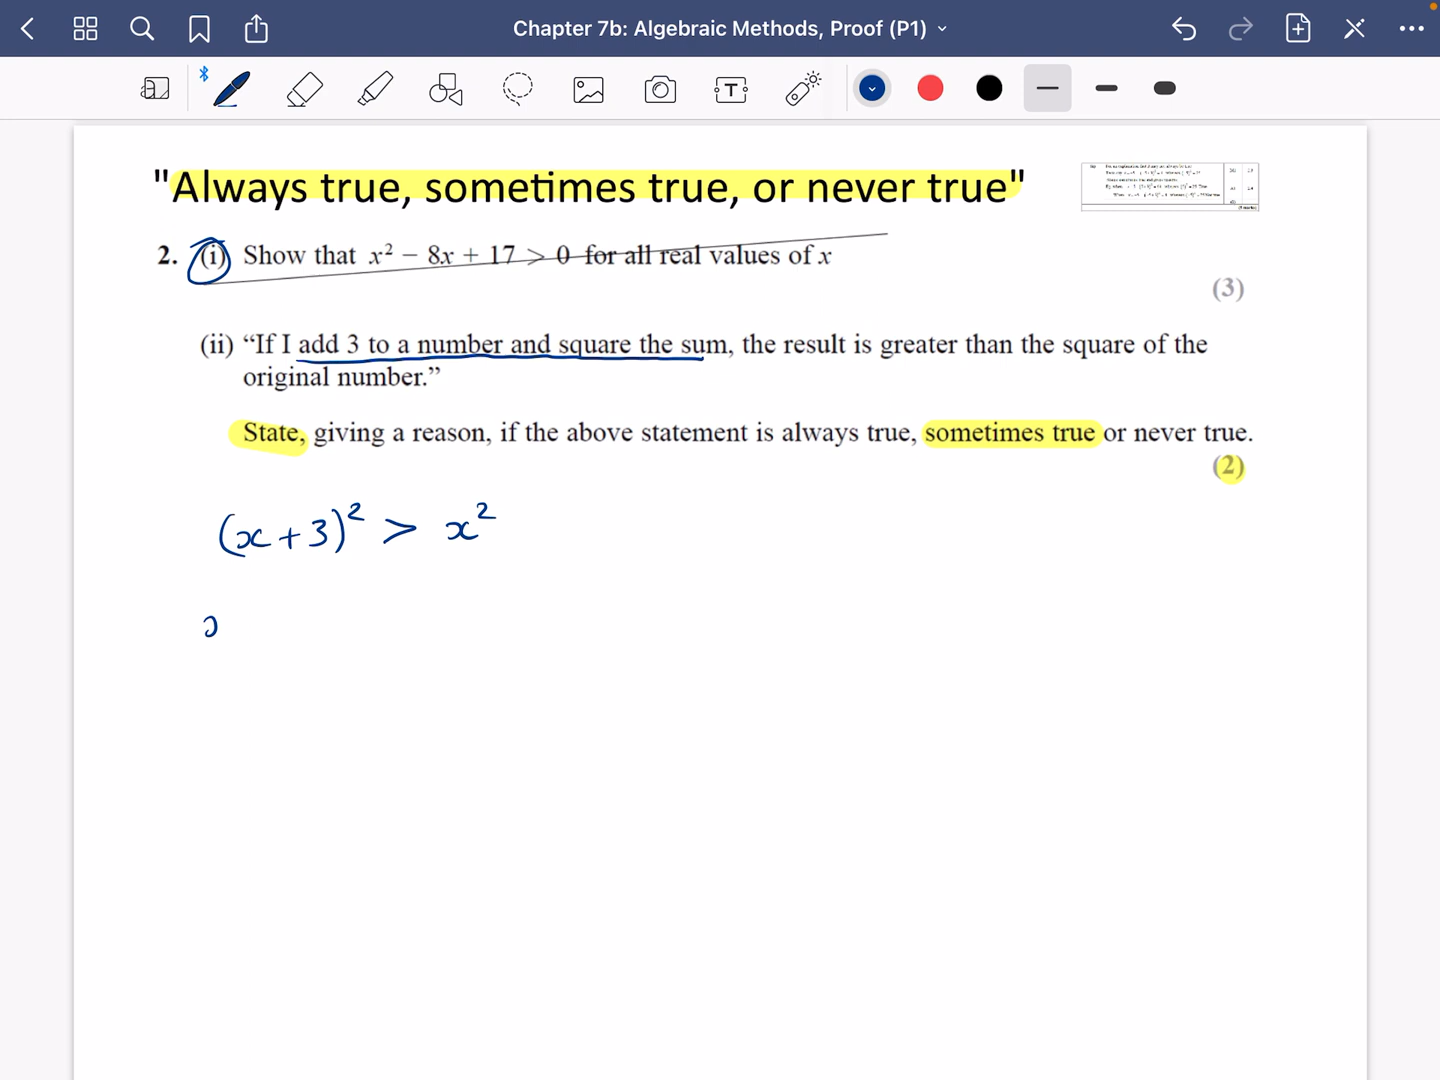 Chapter 7b: Algebraic Methods, Proof (P1)
"Always true, sometimes true, or never true"
2. (i) Show that x² − 8x + 17 > 0 for all real values of x
(3)
(ii) “If I add 3 to a number and square the sum, the result is greater than the square of the
original number.”
State, giving a reason, if the above statement is always true, sometimes true or never true.
(2)
(x + 3)² > x²